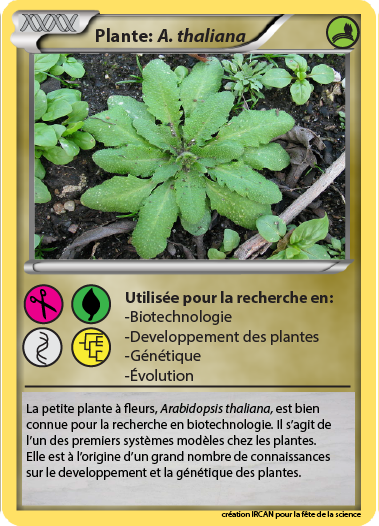 Plante: A. thaliana
Utilisée pour la recherche en:
-Biotechnologie
-Developpement des plantes
-Génétique
-Évolution
La petite plante à fleurs, Arabidopsis thaliana, est bien
connue pour la recherche en biotechnologie. Il s’agit de
l’un des premiers systèmes modèles chez les plantes.
Elle est à l’origine d’un grand nombre de connaissances
sur le developpement et la génétique des plantes.
création IRCAN pour la fête de la science